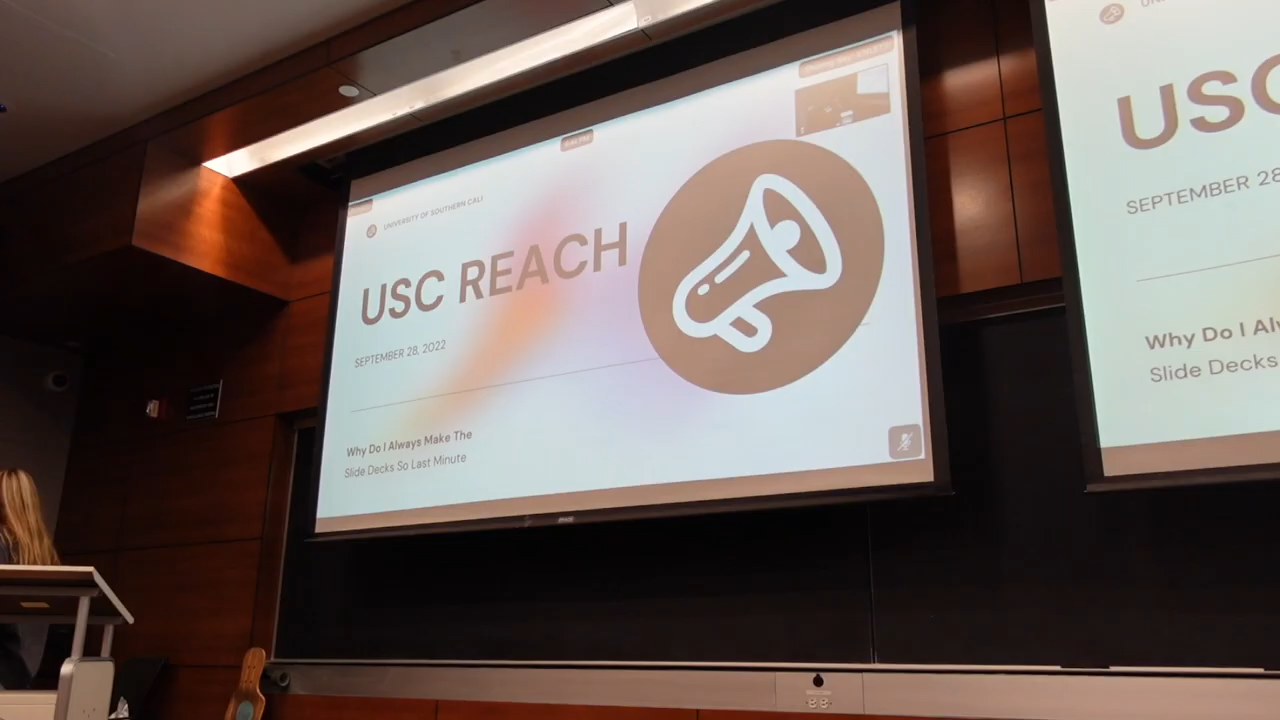 UNIVERSITY OF SOUTHERN CALI
USC REACH
SEPTEMBER 28, 2022
Why Do I Always Make The
Slide Decks So Last Minute
USC
SEPTEMBER 28
Why Do I Al
Slide Decks